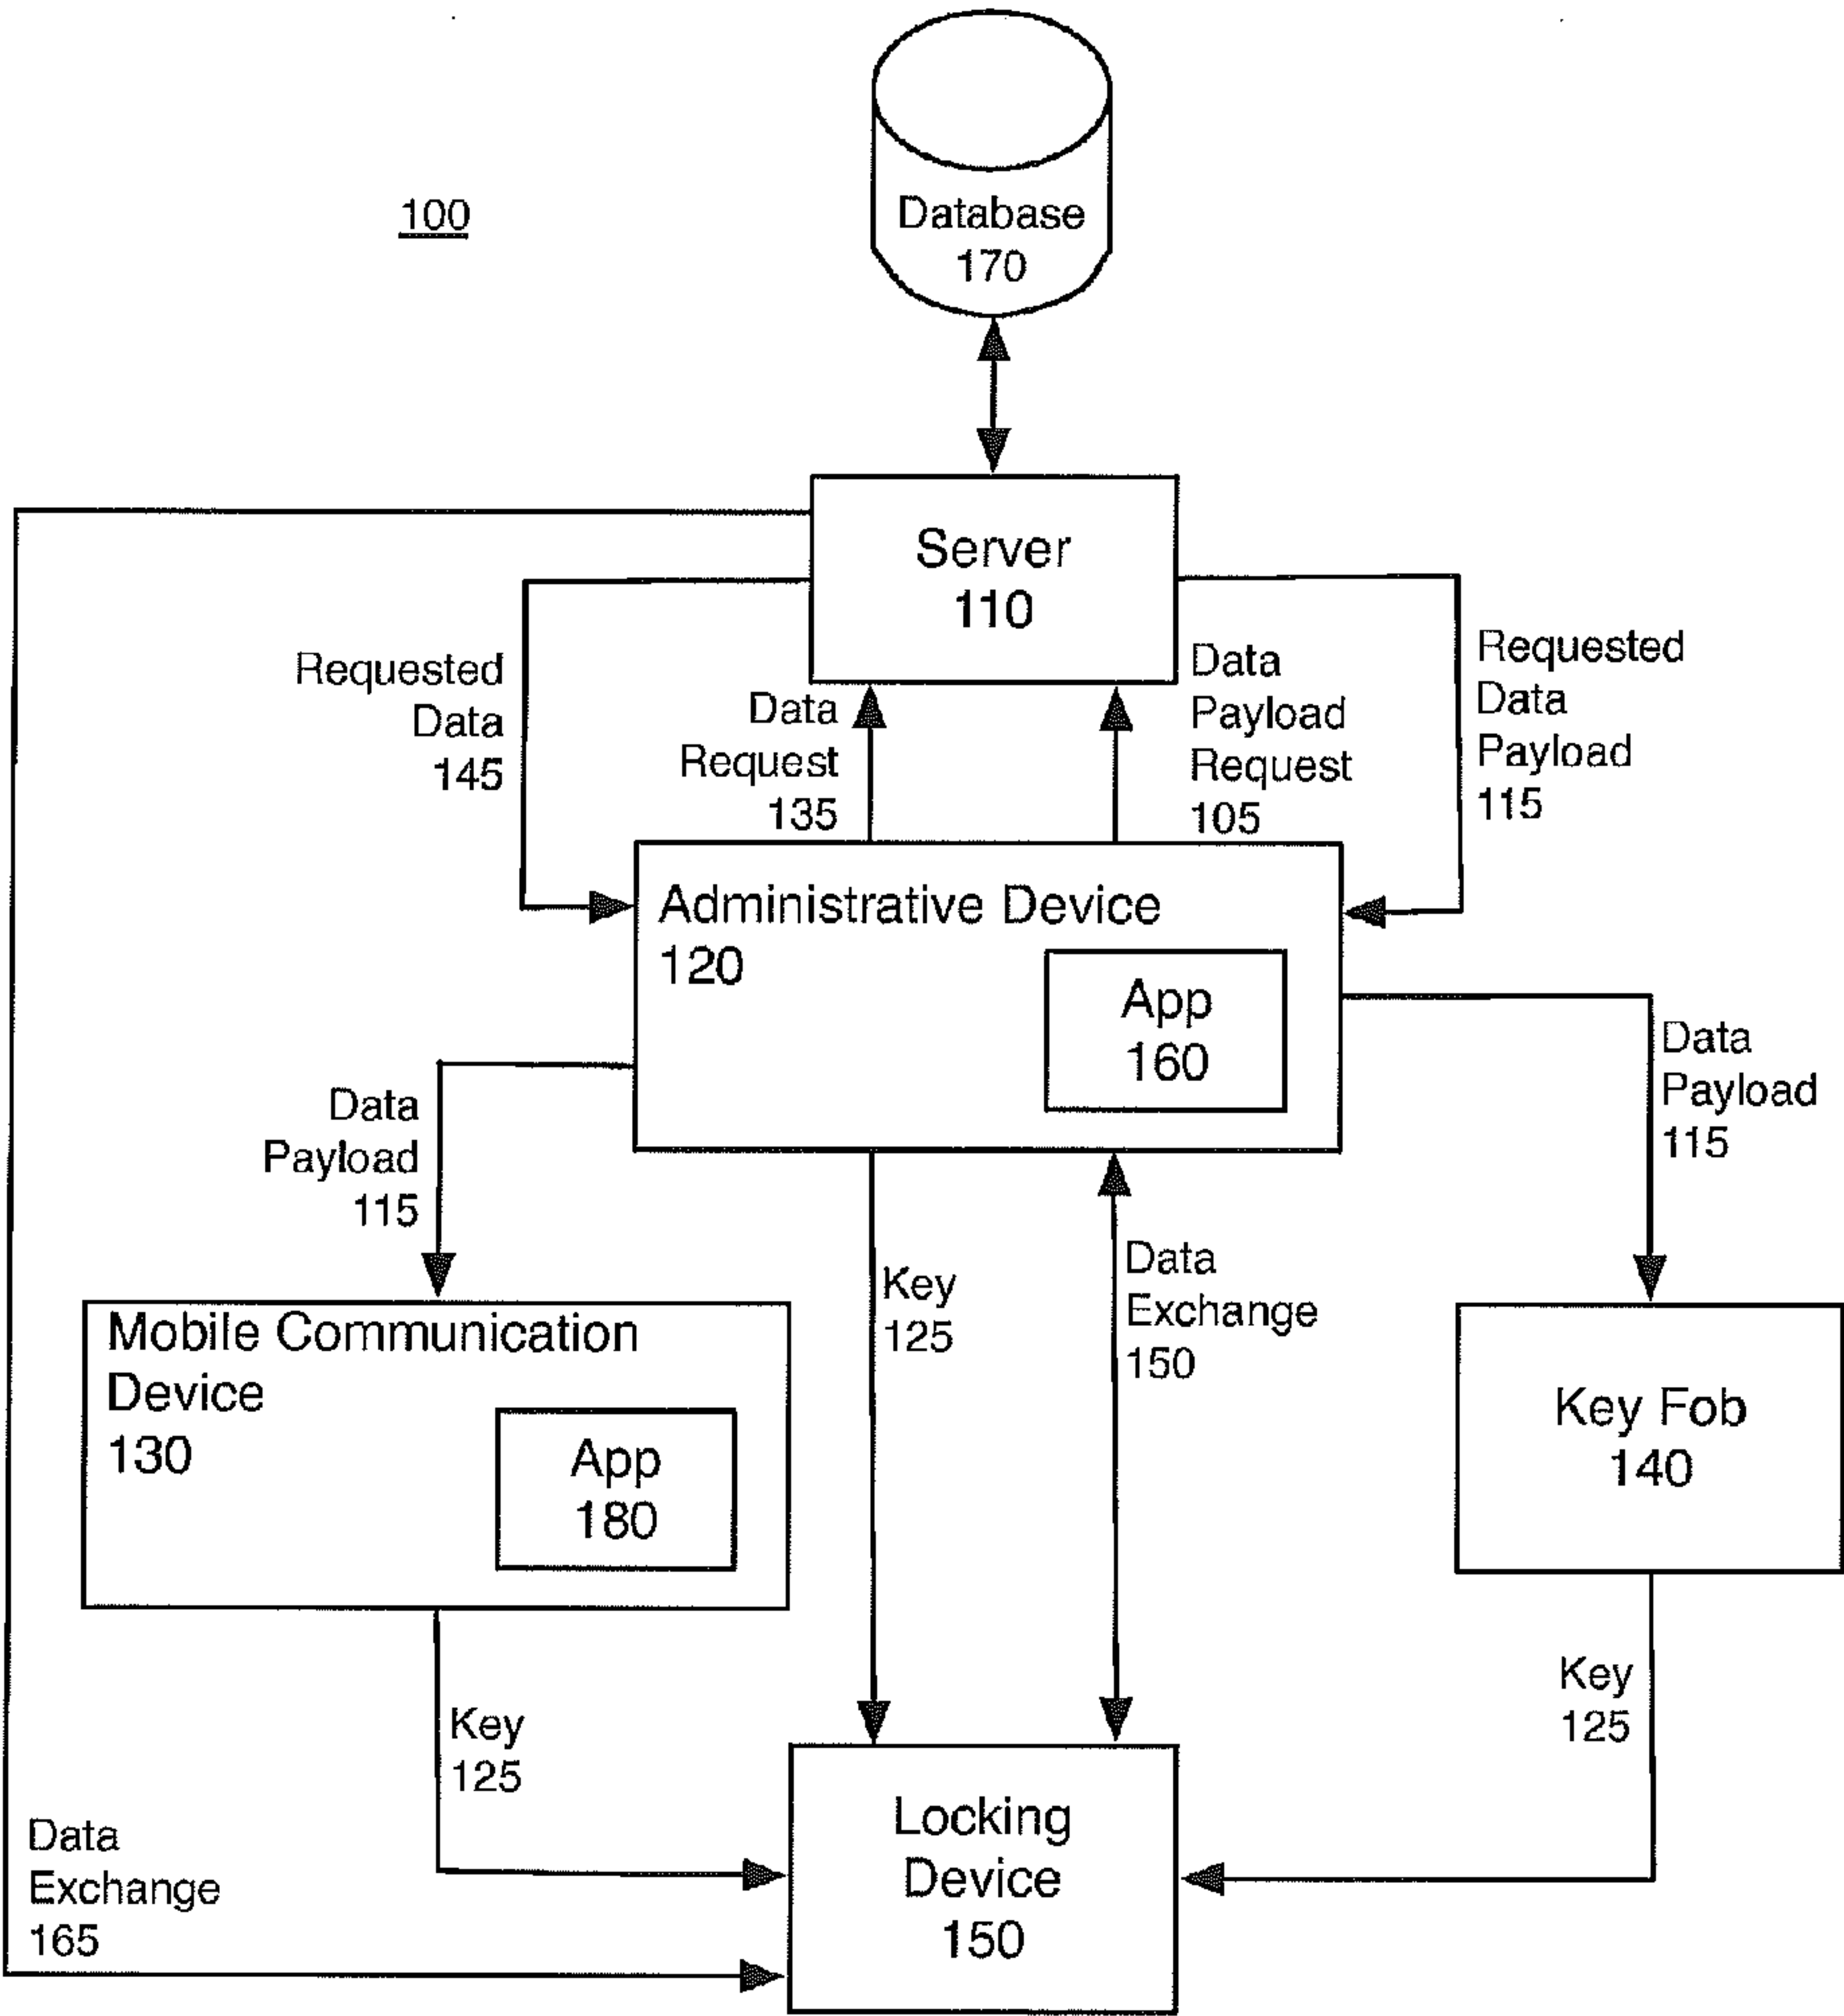 100
Database
170
Server
110
Requested
Data
145
Data
Request
135
Data
Payload
Request
105
Requested
Data
Payload
115
Administrative Device
120
App
160
Data
Payload
115
Data
Payload
115
Key
125
Data
Exchange
150
Mobile Communication
Device
130
App
180
Key Fob
140
Key
125
Key
125
Locking
Device
150
Data
Exchange
165